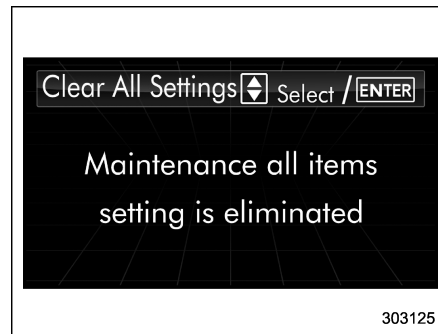 Clear All Settings Select / ENTER
Maintenance all items
setting is eliminated
303125